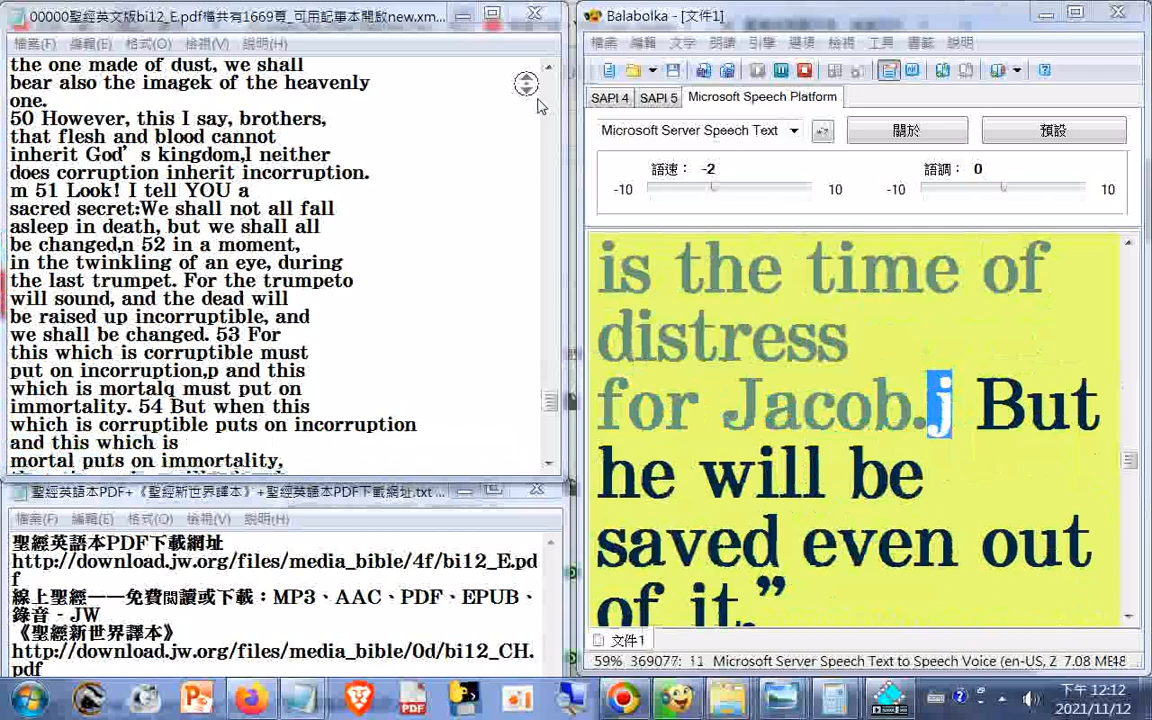 00000聖經英文版bi12_E.pdf檔共有1669頁_可用記事本開啟new.xm...
檔案(F) 編輯(E) 格式(O) 檢視(V) 說明(H)
the one made of dust, we shall
bear also the imagek of the heavenly
one.
50 However, this I say, brothers,
that flesh and blood cannot
inherit God’s kingdom,l neither
does corruption inherit incorruption.
m 51 Look! I tell YOU a
sacred secret:We shall not all fall
asleep in death, but we shall all
be changed,n 52 in a moment,
in the twinkling of an eye, during
the last trumpet. For the trumpeto
will sound, and the dead will
be raised up incorruptible, and
we shall be changed. 53 For
this which is corruptible must
put on incorruption,p and this
which is mortalq must put on
immortality. 54 But when this
which is corruptible puts on incorruption
and this which is
mortal puts on immortality,
聖經英語本PDF+《聖經新世界譯本》+聖經英語本PDF下載網址.txt ...
檔案(F) 編輯(E) 格式(O) 檢視(V) 說明(H)
聖經英語本PDF下載網址
http://download.jw.org/files/media_bible/4f/bi12_E.pd
f
線上聖經——免費閱讀或下載：MP3、AAC、PDF、EPUB、
錄音 - JW
《聖經新世界譯本》
http://download.jw.org/files/media_bible/0d/bi12_CH.
pdf
Balabolka - [文件1]
檔案 編輯 文字 朗讀 引擎 選項 檢視 工具 書籤 說明
SAPI 4 SAPI 5 Microsoft Speech Platform
Microsoft Server Speech Text 關於 預設
語速： -2 語調： 0
-10 10 -10 10
is the time of
distress
for Jacob.j But
he will be
saved even out
of it.”
文件1
59% 369077: 11 Microsoft Server Speech Text to Speech Voice (en-US, Z 7.08 ME48
PDF
下午 12:12
2021/11/12